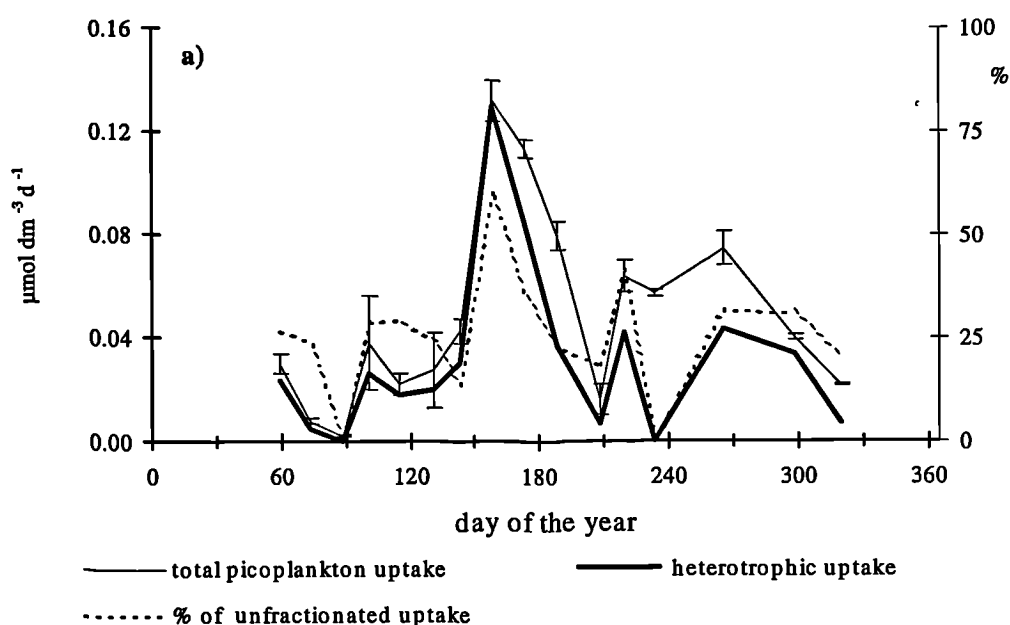 a)
0.16
0.12
0.08
0.04
0.00
µmol dm⁻³ d⁻¹
100
%
75
50
25
0
0 60 120 180 240 300 360
day of the year
total picoplankton uptake
heterotrophic uptake
% of unfractionated uptake